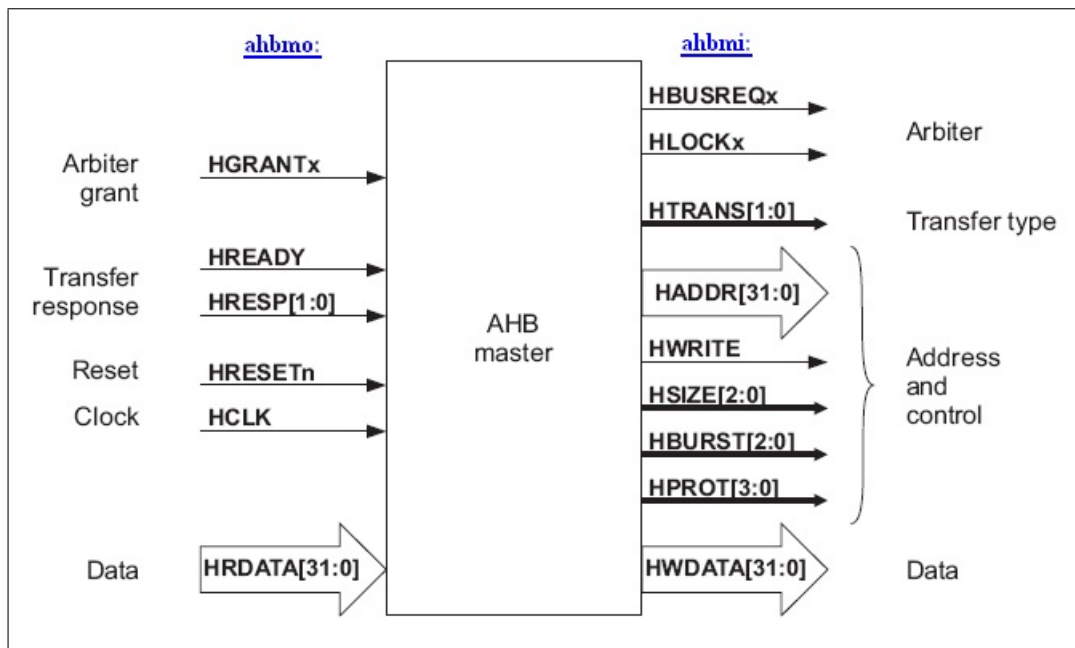 ahbmo:
ahbmi:
HBUSREQx
Arbiter
HLOCKx
Arbiter
grant
HGRANTx
HTRANS[1:0]
Transfer type
Transfer
response
HREADY
HRESP[1:0]
HADDR[31:0]
AHB
master
Reset
HRESETn
Clock
HCLK
HWRITE
HSIZE[2:0]
HBURST[2:0]
HPROT[3:0]
Address
and
control
Data
HRDATA[31:0]
HWDATA[31:0]
Data